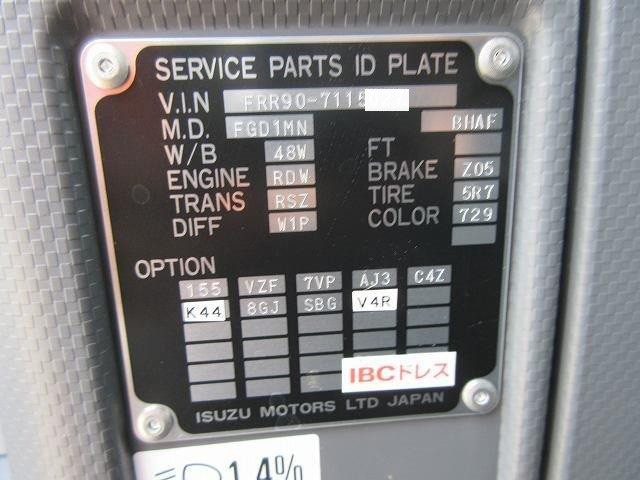 SERVICE PARTS ID PLATE
V.I.N FRR90-7115
M.D. FGD1MN BHAF
W/B 48W FT
ENGINE RDW BRAKE Z05
TRANS RSZ TIRE 5R7
DIFF W1P COLOR 729
OPTION
155 VZF 7VP AJ3 C4Z
K44 8GJ SBG V4R
IBCドレス
ISUZU MOTORS LTD JAPAN
1.4%